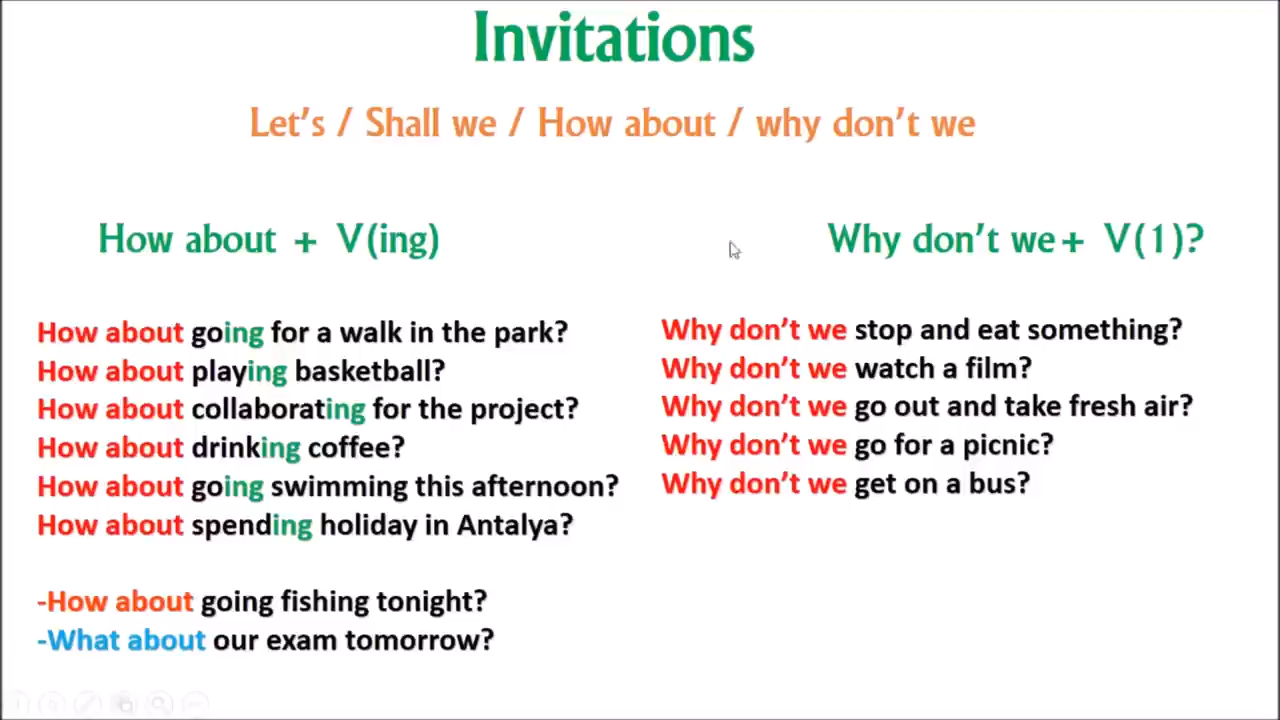 Invitations
Let's / Shall we / How about / why don't we
How about + V(ing)
How about going for a walk in the park?
How about playing basketball?
How about collaborating for the project?
How about drinking coffee?
How about going swimming this afternoon?
How about spending holiday in Antalya?
-How about going fishing tonight?
-What about our exam tomorrow?
Why don't we+ V(1)?
Why don't we stop and eat something?
Why don't we watch a film?
Why don't we go out and take fresh air?
Why don't we go for a picnic?
Why don't we get on a bus?